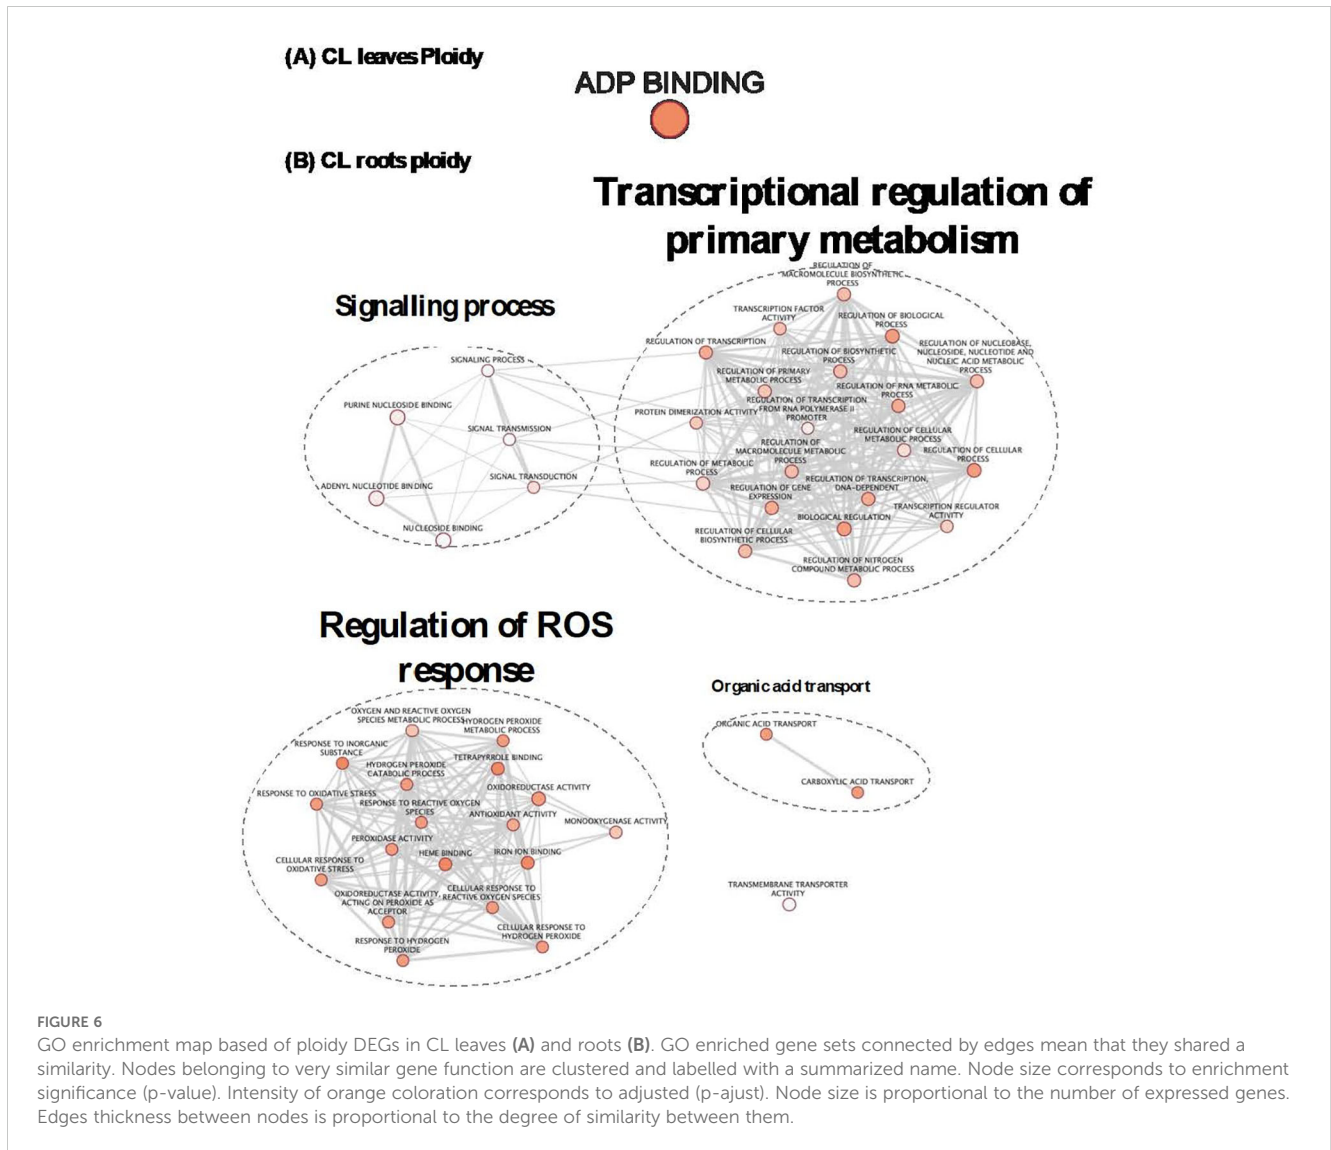 (A) CL leaves Ploidy
ADP BINDING
(B) CL roots ploidy
Transcriptional regulation of
primary metabolism
Signalling process
SIGNALING PROCESS
PURINE NUCLEOSIDE BINDING
SIGNAL TRANSMISSION
SIGNAL TRANSDUCTION
ADENYL NUCLEOTIDE BINDING
NUCLEOSIDE BINDING
REGULATION OF
MACROMOLECULE BIOSYNTHETIC
PROCESS
TRANSCRIPTION FACTOR
ACTIVITY
REGULATION OF BIOLOGICAL
PROCESS
REGULATION OF TRANSCRIPTION
REGULATION OF BIOSYNTHETIC
PROCESS
REGULATION OF NUCLEOBASE,
NUCLEOSIDE, NUCLEOTIDE AND
NUCLEIC ACID METABOLIC
PROCESS
REGULATION OF PRIMARY
METABOLIC PROCESS
REGULATION OF RNA METABOLIC
PROCESS
PROTEIN DIMERIZATION ACTIVITY
REGULATION OF TRANSCRIPTION
FROM RNA POLYMERASE II
PROMOTER
REGULATION OF CELLULAR
METABOLIC PROCESS
REGULATION OF
MACROMOLECULE METABOLIC
PROCESS
REGULATION OF CELLULAR
PROCESS
REGULATION OF METABOLIC
PROCESS
REGULATION OF TRANSCRIPTION,
DNA-DEPENDENT
REGULATION OF GENE
EXPRESSION
TRANSCRIPTION REGULATOR
ACTIVITY
BIOLOGICAL REGULATION
REGULATION OF CELLULAR
BIOSYNTHETIC PROCESS
REGULATION OF NITROGEN
COMPOUND METABOLIC PROCESS
Regulation of ROS
response
OXYGEN AND REACTIVE OXYGEN
SPECIES METABOLIC PROCESS
HYDROGEN PEROXIDE
METABOLIC PROCESS
RESPONSE TO INORGANIC
SUBSTANCE
TETRAPYRROLE BINDING
HYDROGEN PEROXIDE
CATABOLIC PROCESS
OXIDOREDUCTASE ACTIVITY
RESPONSE TO OXIDATIVE STRESS
RESPONSE TO REACTIVE OXYGEN
SPECIES
ANTIOXIDANT ACTIVITY
MONOOXYGENASE ACTIVITY
PEROXIDASE ACTIVITY
HEME BINDING
IRON ION BINDING
CELLULAR RESPONSE TO
OXIDATIVE STRESS
OXIDOREDUCTASE ACTIVITY,
ACTING ON PEROXIDE AS
ACCEPTOR
CELLULAR RESPONSE TO
REACTIVE OXYGEN SPECIES
CELLULAR RESPONSE TO
HYDROGEN PEROXIDE
RESPONSE TO HYDROGEN
PEROXIDE
Organic acid transport
ORGANIC ACID TRANSPORT
CARBOXYLIC ACID TRANSPORT
TRANSMEMBRANE TRANSPORTER
ACTIVITY
FIGURE 6
GO enrichment map based of ploidy DEGs in CL leaves (A) and roots (B). GO enriched gene sets connected by edges mean that they shared a
similarity. Nodes belonging to very similar gene function are clustered and labelled with a summarized name. Node size corresponds to enrichment
significance (p-value). Intensity of orange coloration corresponds to adjusted (p-ajust). Node size is proportional to the number of expressed genes.
Edges thickness between nodes is proportional to the degree of similarity between them.